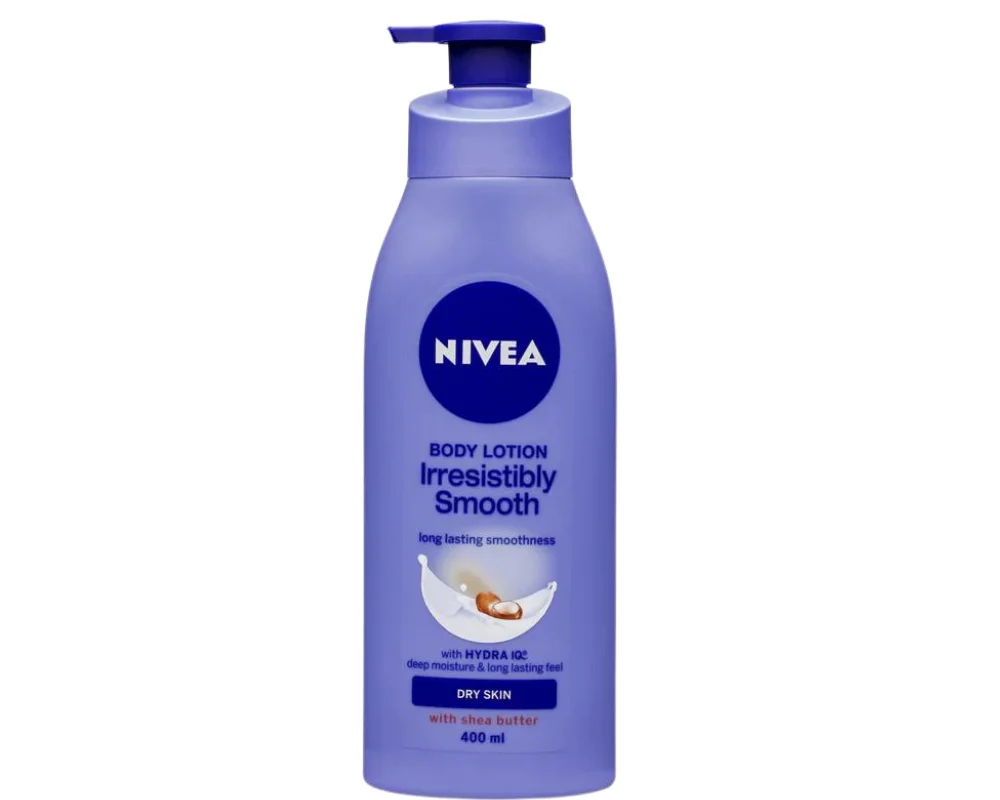 NIVEA
BODY LOTION
Irresistibly
Smooth
long lasting smoothness
with HYDRA IQ
deep moisture & long lasting feel
DRY SKIN
with shea butter
400 ml